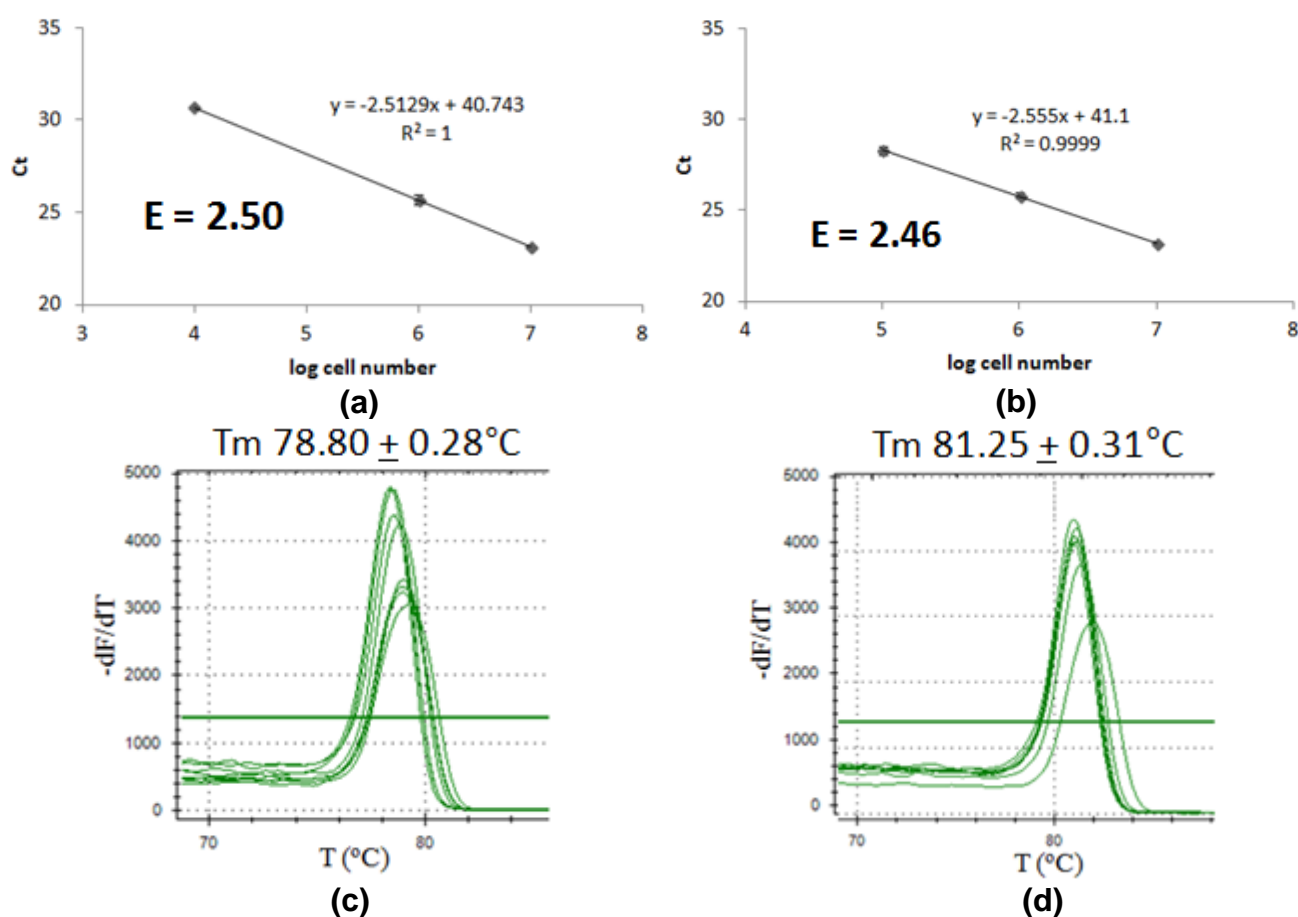 35
30
25
20
Ct
y = -2.5129x + 40.743
R² = 1
E = 2.50
3 4 5 6 7 8
log cell number
(a)
35
30
25
20
Ct
y = -2.555x + 41.1
R² = 0.9999
E = 2.46
4 5 6 7 8
log cell number
(b)
Tm 78.80 ± 0.28°C
5000
4000
3000
2000
1000
0
-dF/dT
70 80
T (ºC)
(c)
Tm 81.25 ± 0.31°C
5000
4000
3000
2000
1000
0
-dF/dT
70 80
T (ºC)
(d)